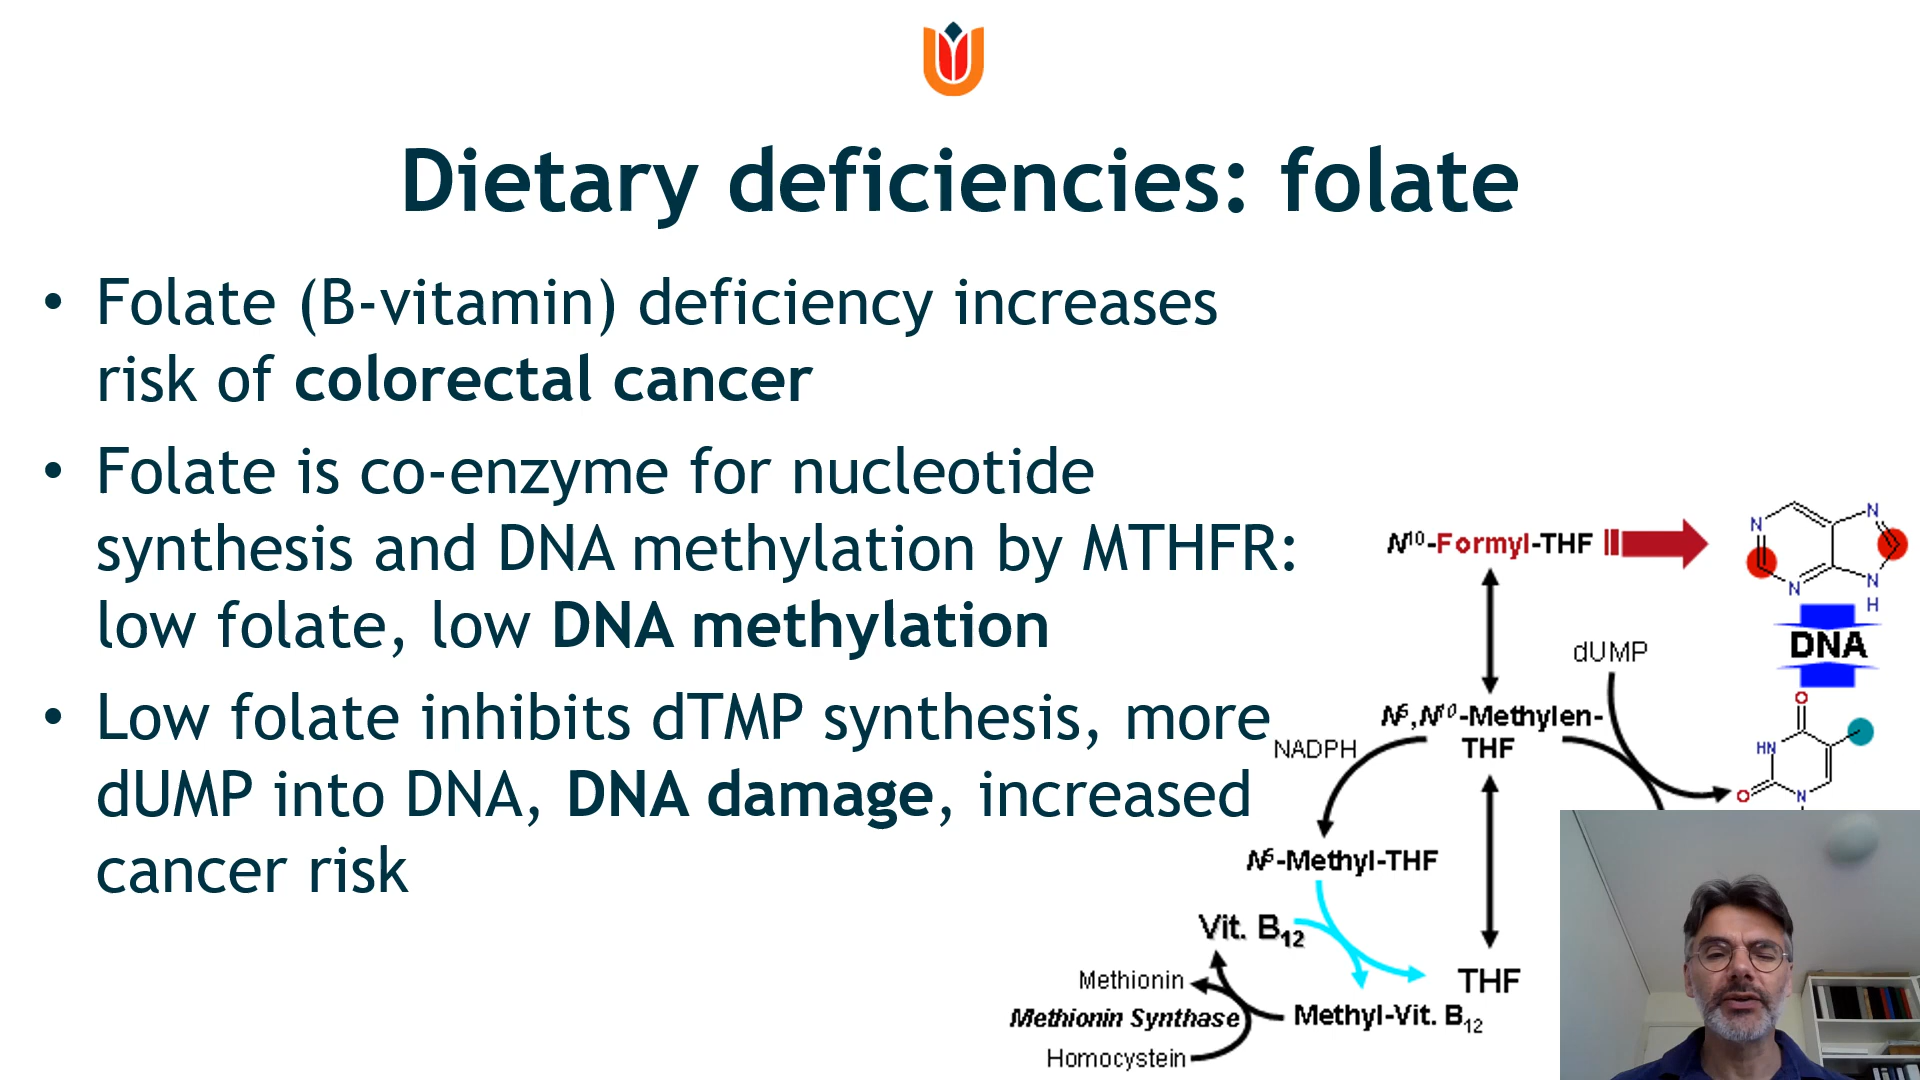 Dietary deficiencies: folate
• Folate (B-vitamin) deficiency increases
risk of colorectal cancer
• Folate is co-enzyme for nucleotide
synthesis and DNA methylation by MTHFR:
low folate, low DNA methylation
• Low folate inhibits dTMP synthesis, more
dUMP into DNA, DNA damage, increased
cancer risk
N¹⁰-Formyl-THF
N
N
N
N
H
DNA
dUMP
O
N⁵,N¹⁰-Methylen-
THF
NADPH
HN
O
N
N⁵-Methyl-THF
Vit. B₁₂
Methionin
THF
Methionin Synthase
Methyl-Vit. B₁₂
Homocystein